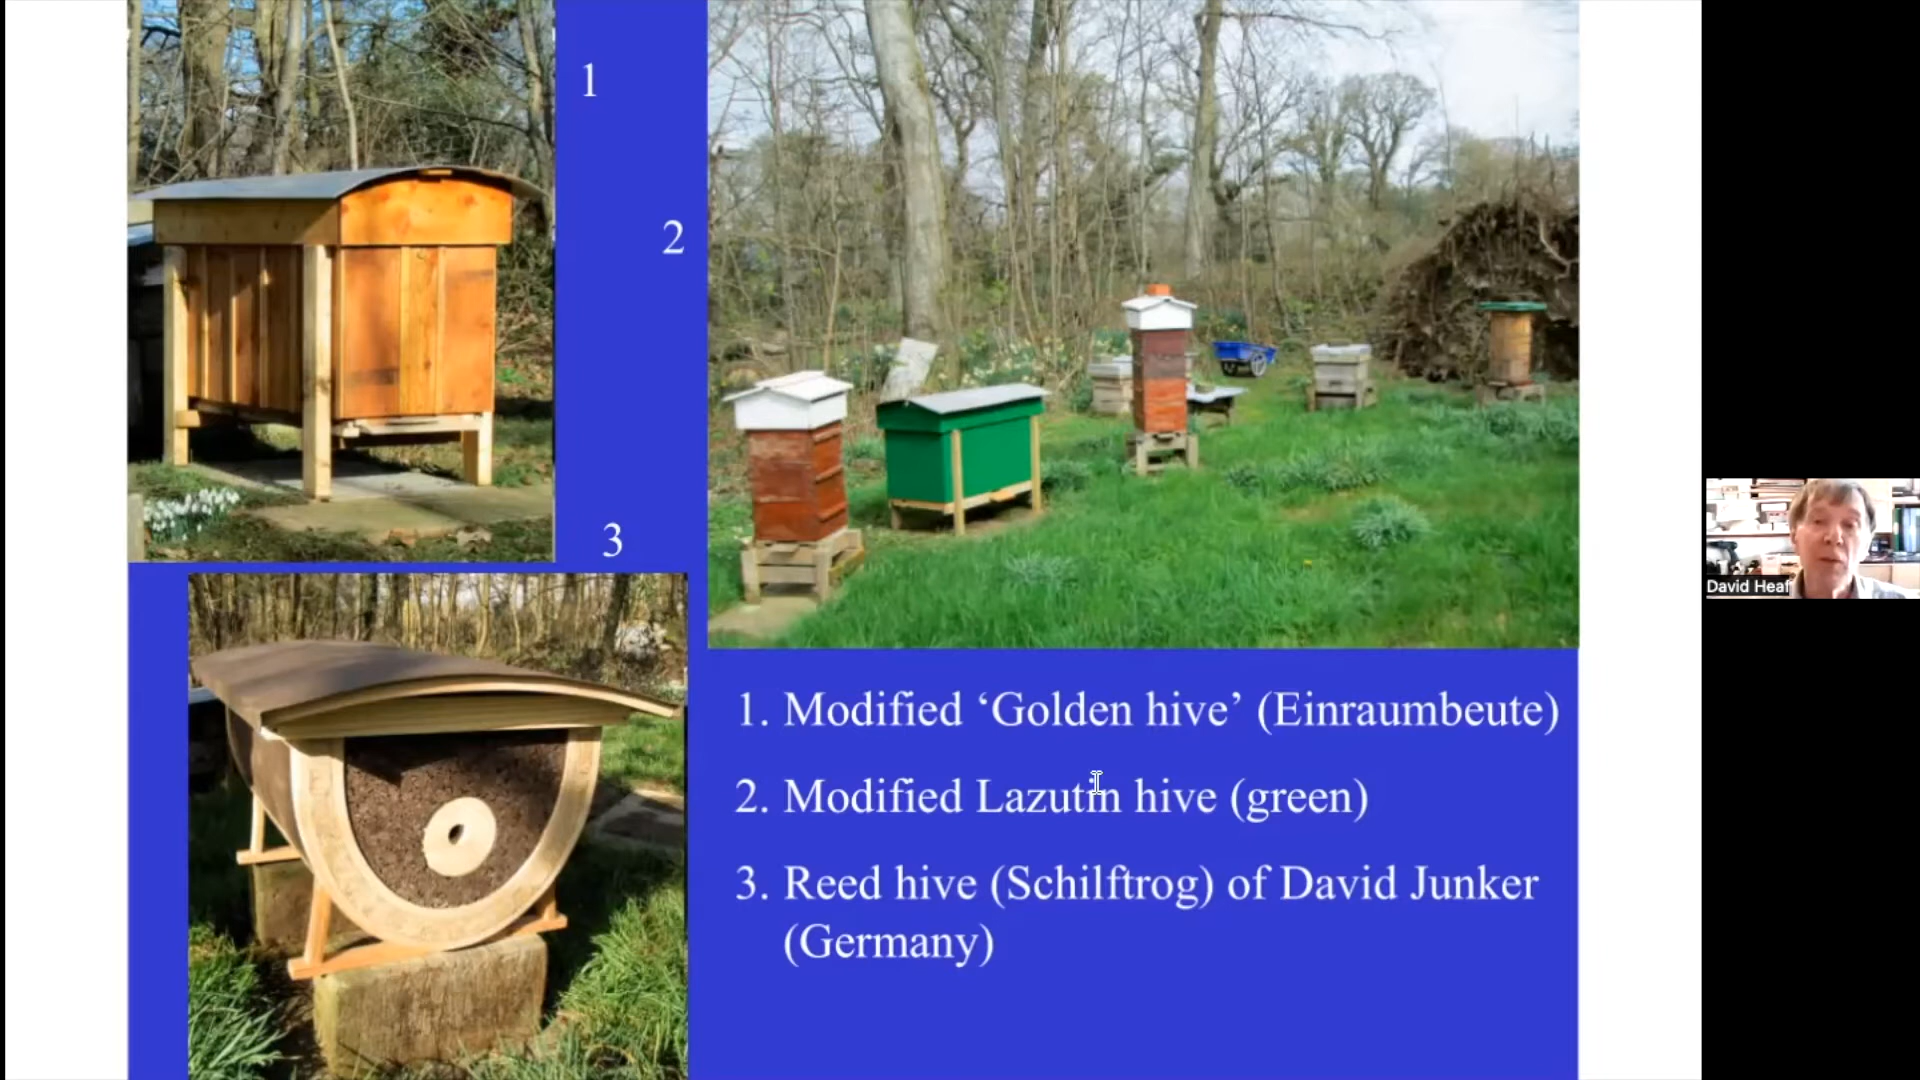 1
2
3
1. Modified ‘Golden hive’ (Einraumbeute)
2. Modified Lazutin hive (green)
3. Reed hive (Schilftrog) of David Junker
(Germany)
David Heaf